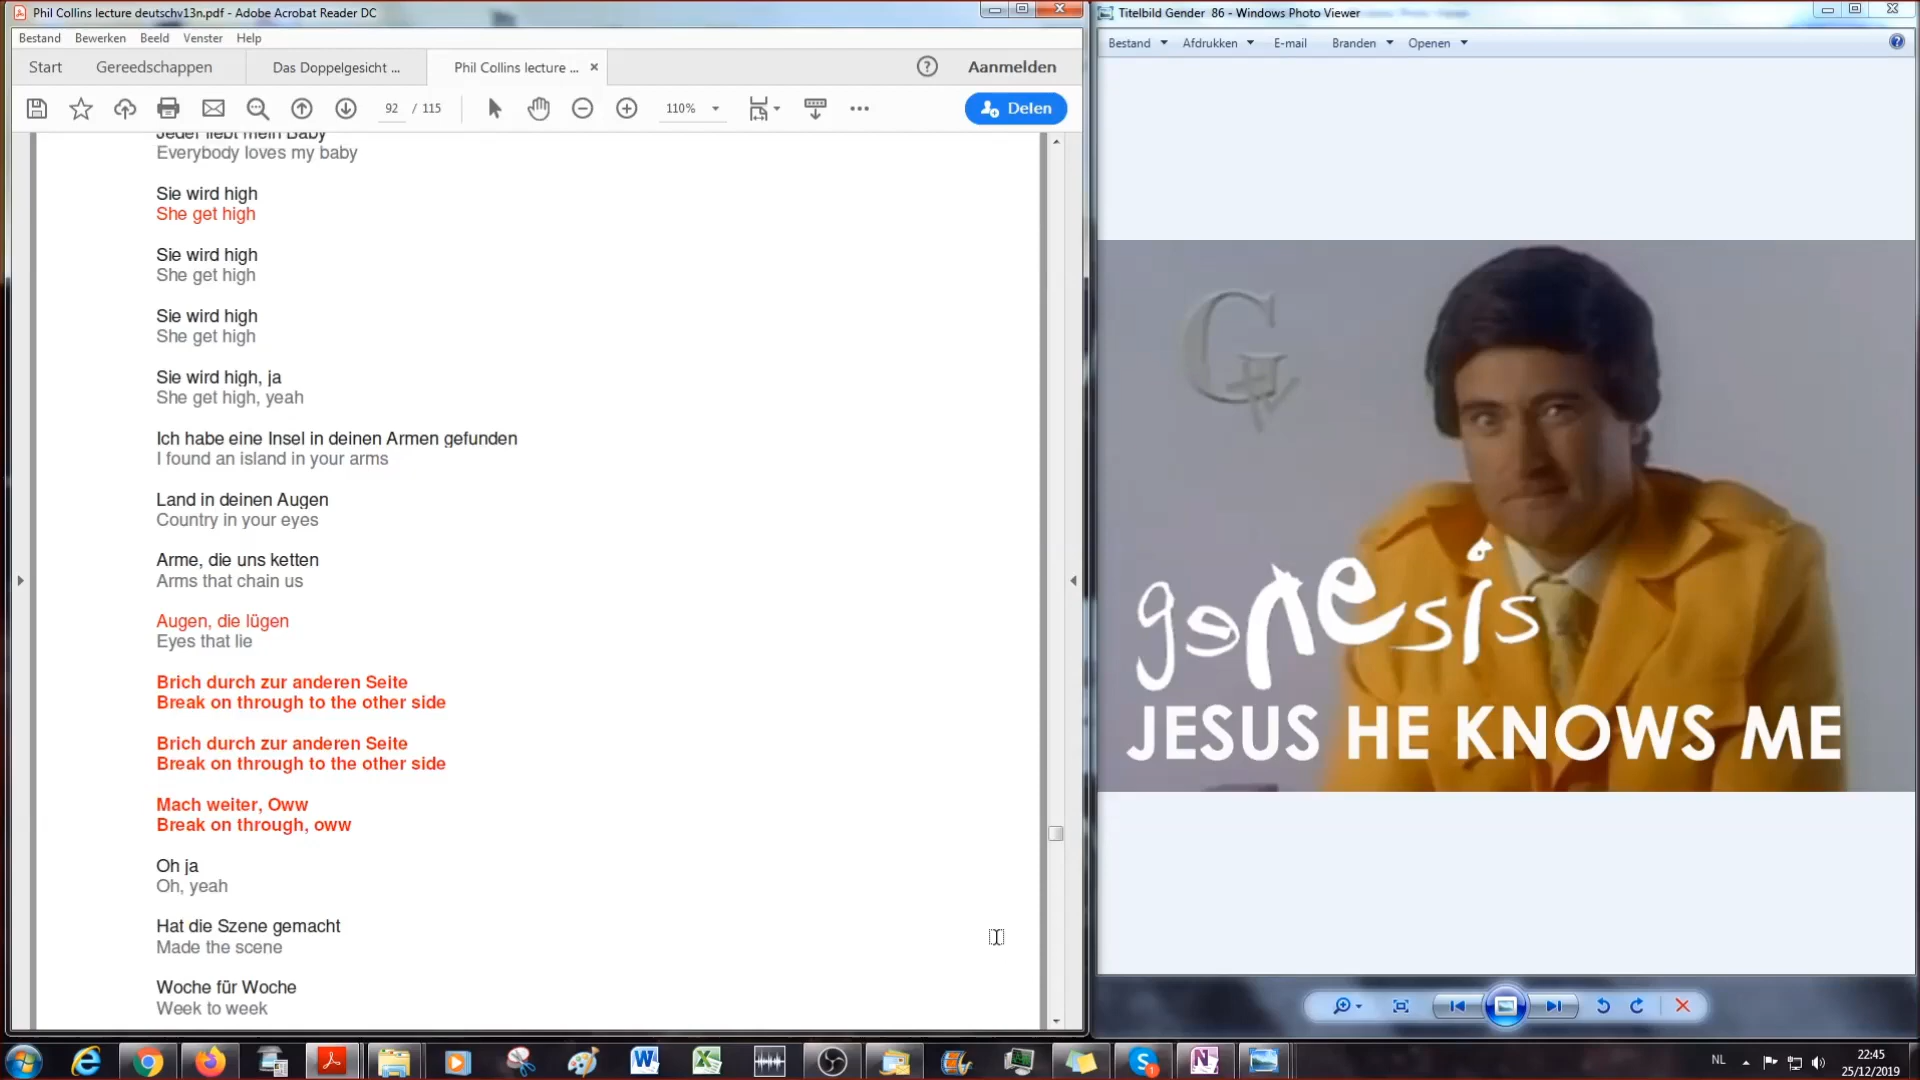 Phil Collins lecture deutschv13n.pdf - Adobe Acrobat Reader DC
Bestand Bewerken Beeld Venster Help
Start Gereedschappen Das Doppelgesicht ... Phil Collins lecture ... Aanmelden
92 / 115 110% Delen
Jeder liebt mein Baby
Everybody loves my baby
Sie wird high
She get high
Sie wird high
She get high
Sie wird high
She get high
Sie wird high, ja
She get high, yeah
Ich habe eine Insel in deinen Armen gefunden
I found an island in your arms
Land in deinen Augen
Country in your eyes
Arme, die uns ketten
Arms that chain us
Augen, die lügen
Eyes that lie
Brich durch zur anderen Seite
Break on through to the other side
Brich durch zur anderen Seite
Break on through to the other side
Mach weiter, Oww
Break on through, oww
Oh ja
Oh, yeah
Hat die Szene gemacht
Made the scene
Woche für Woche
Week to week
Titelbild Gender 86 - Windows Photo Viewer
Bestand Afdrukken E-mail Branden Openen
genesis
JESUS HE KNOWS ME
NL
22:45
25/12/2019